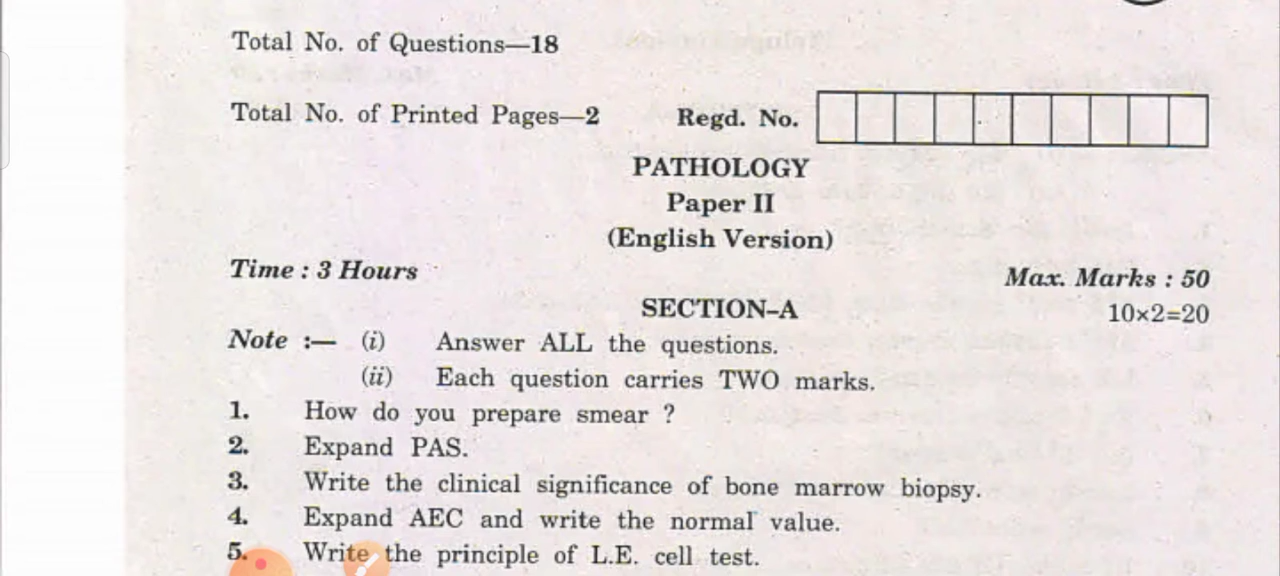 Total No. of Questions—18
Total No. of Printed Pages—2 Regd. No.
PATHOLOGY
Paper II
(English Version)
Time : 3 Hours
Max. Marks : 50
SECTION–A
10×2=20
Note :— (i) Answer ALL the questions.
(ii) Each question carries TWO marks.
1. How do you prepare smear ?
2. Expand PAS.
3. Write the clinical significance of bone marrow biopsy.
4. Expand AEC and write the normal value.
5. Write the principle of L.E. cell test.